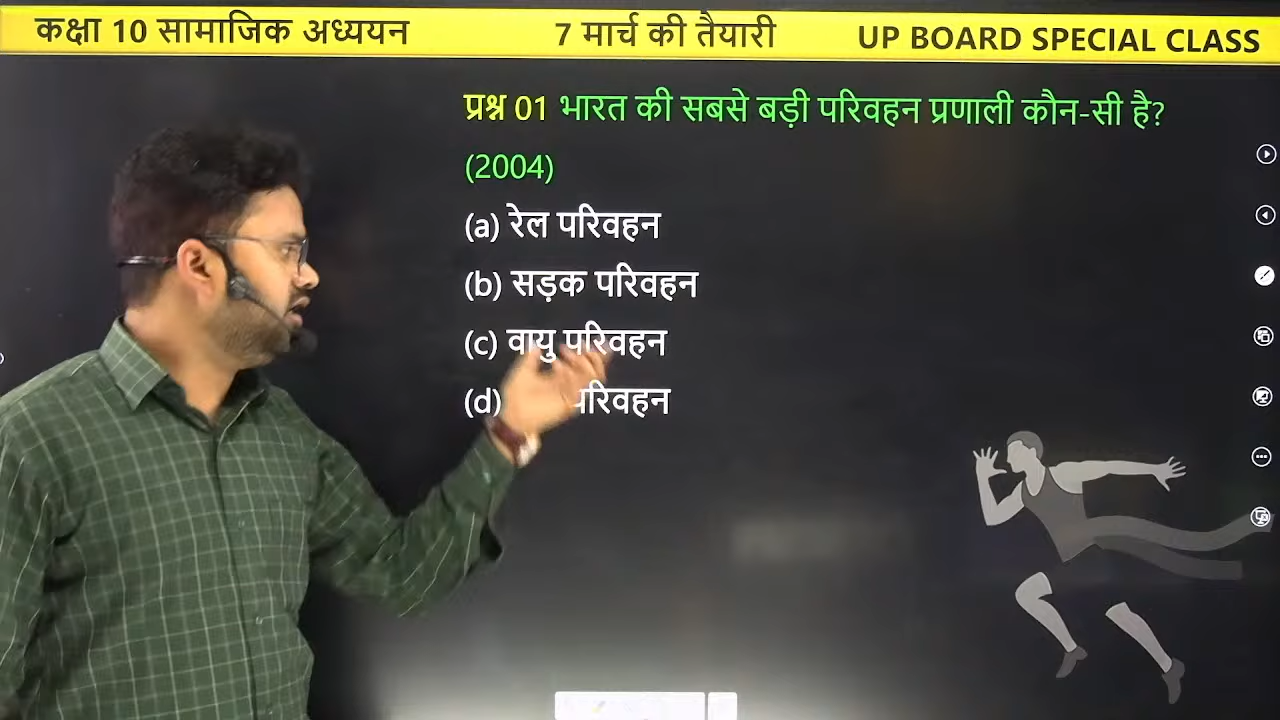 कक्षा 10 सामाजिक अध्ययन
7 मार्च की तैयारी
UP BOARD SPECIAL CLASS
प्रश्न 01 भारत की सबसे बड़ी परिवहन प्रणाली कौन-सी है?
(2004)
(a) रेल परिवहन
(b) सड़क परिवहन
(c) वायु परिवहन
(d) परिवहन